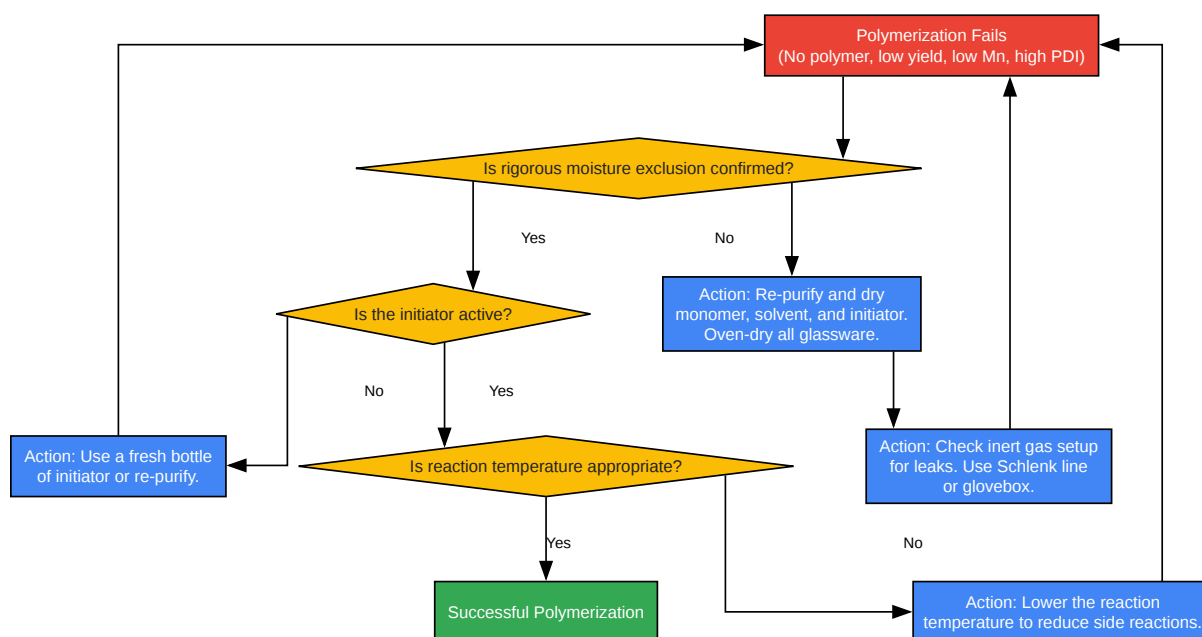 Polymerization Fails
(No polymer, low yield, low Mn, high PDI)
Is rigorous moisture exclusion confirmed?
Yes
No
Action: Re-purify and dry
monomer, solvent, and initiator.
Oven-dry all glassware.
Is the initiator active?
No
Yes
Action: Use a fresh bottle
of initiator or re-purify.
Is reaction temperature appropriate?
Action: Check inert gas setup
for leaks. Use Schlenk line
or glovebox.
Yes
No
Successful Polymerization
Action: Lower the reaction
temperature to reduce side reactions.